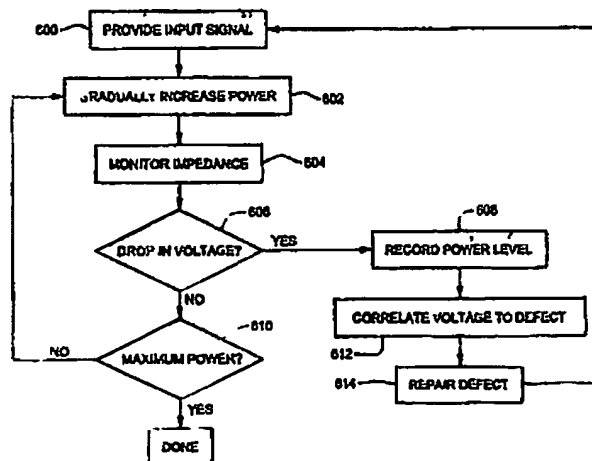 600
PROVIDE INPUT SIGNAL
GRADUALLY INCREASE POWER
602
MONITOR IMPEDANCE
604
606
DROP IN VOLTAGE?
YES
608
RECORD POWER LEVEL
NO
CORRELATE VOLTAGE TO DEFECT
612
610
NO
MAXIMUM POWER?
614
REPAIR DEFECT
YES
DONE